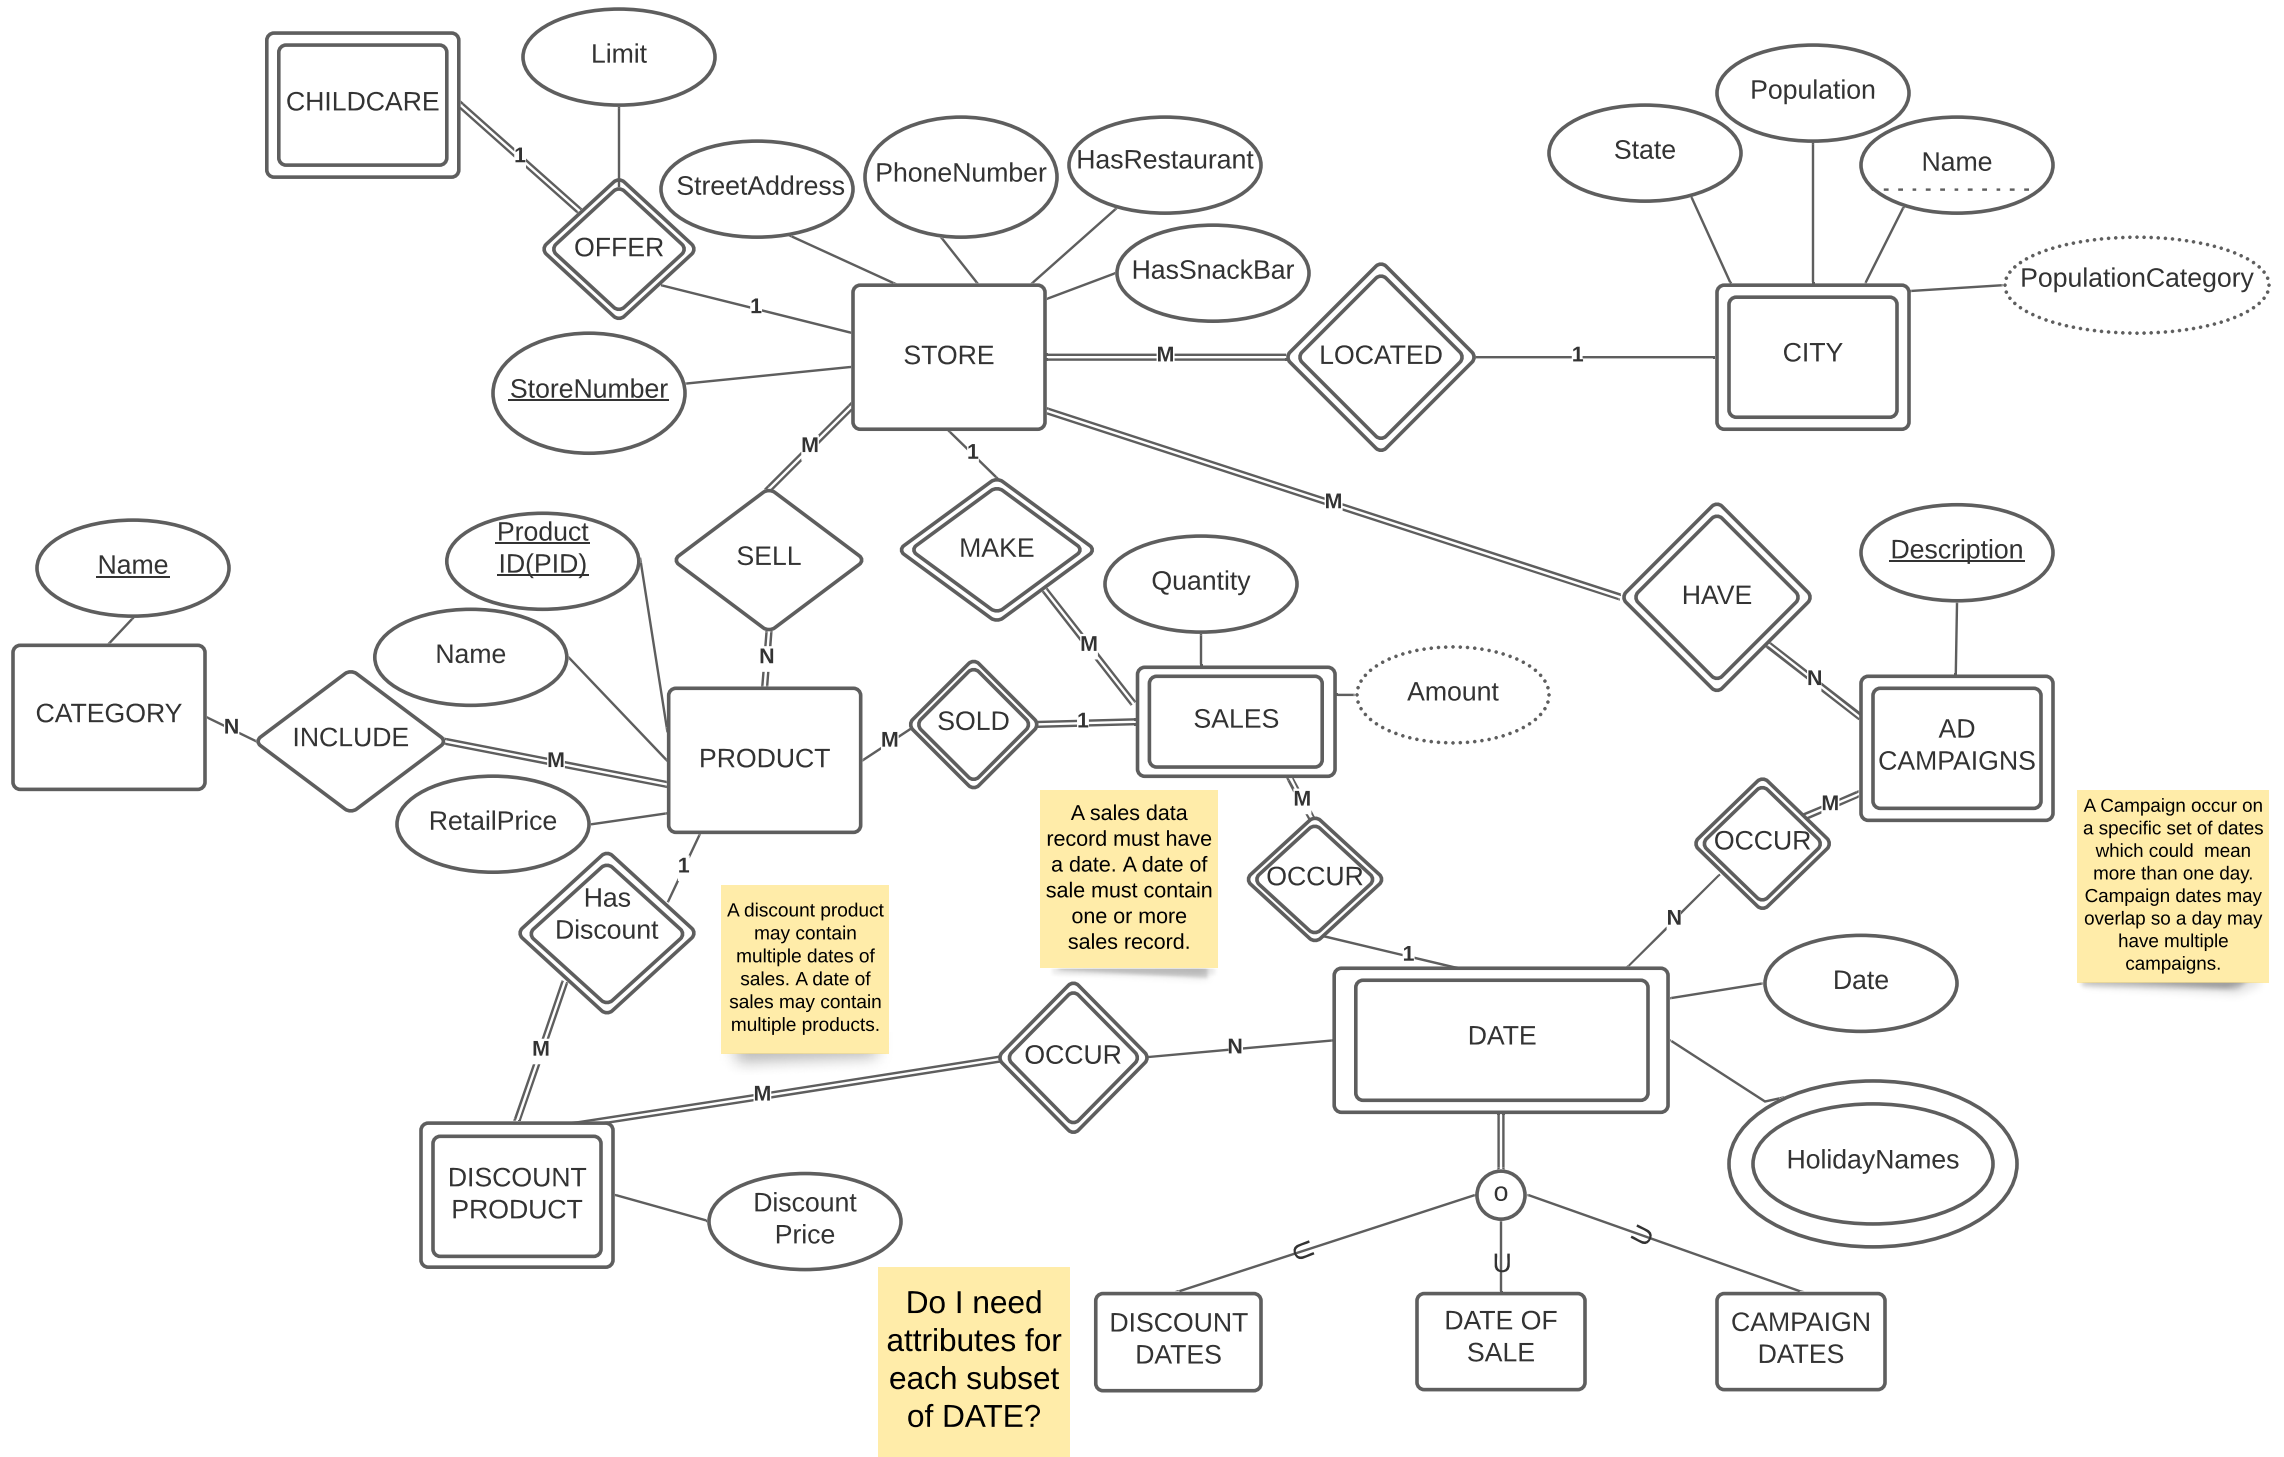 Limit
CHILDCARE
Population
State
Name
1
StreetAddress
PhoneNumber
HasRestaurant
OFFER
HasSnackBar
PopulationCategory
1
STORE
M
LOCATED
1
CITY
StoreNumber
M
1
M
Product
ID(PID)
SELL
MAKE
Description
Name
Quantity
HAVE
Name
N
M
N
CATEGORY
N
INCLUDE
M
PRODUCT
M
SOLD
1
SALES
Amount
AD
CAMPAIGNS
RetailPrice
M
M
OCCUR
A sales data
record must have
a date. A date of
sale must contain
one or more
sales record.
A Campaign occur on
a specific set of dates
which could  mean
more than one day.
Campaign dates may
overlap so a day may
have multiple
campaigns.
1
Has
Discount
OCCUR
N
A discount product
may contain
multiple dates of
sales. A date of
sales may contain
multiple products.
1
Date
M
OCCUR
N
DATE
M
HolidayNames
DISCOUNT
PRODUCT
Discount
Price
o
U
U
U
Do I need
attributes for
each subset
of DATE?
DISCOUNT
DATES
DATE OF
SALE
CAMPAIGN
DATES